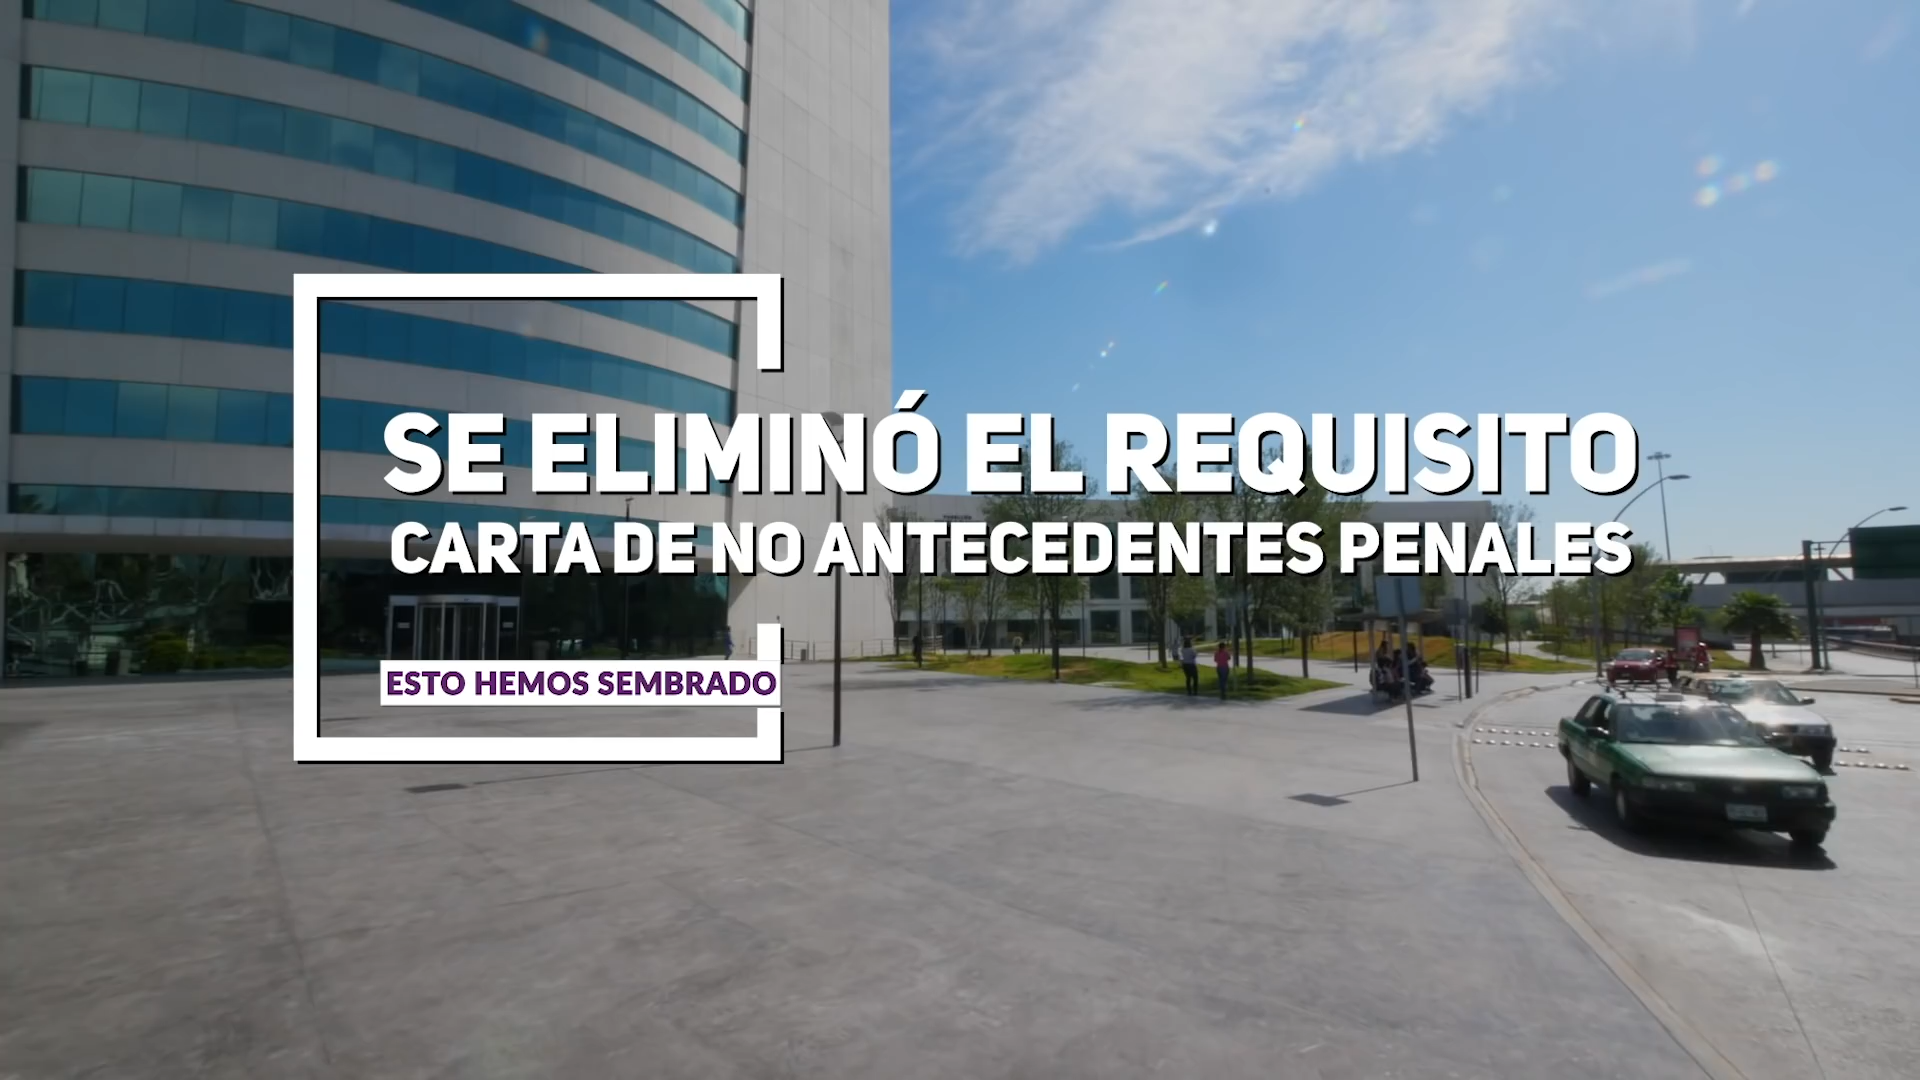 SE ELIMINÓ EL REQUISITO
CARTA DE NO ANTECEDENTES PENALES
ESTO HEMOS SEMBRADO